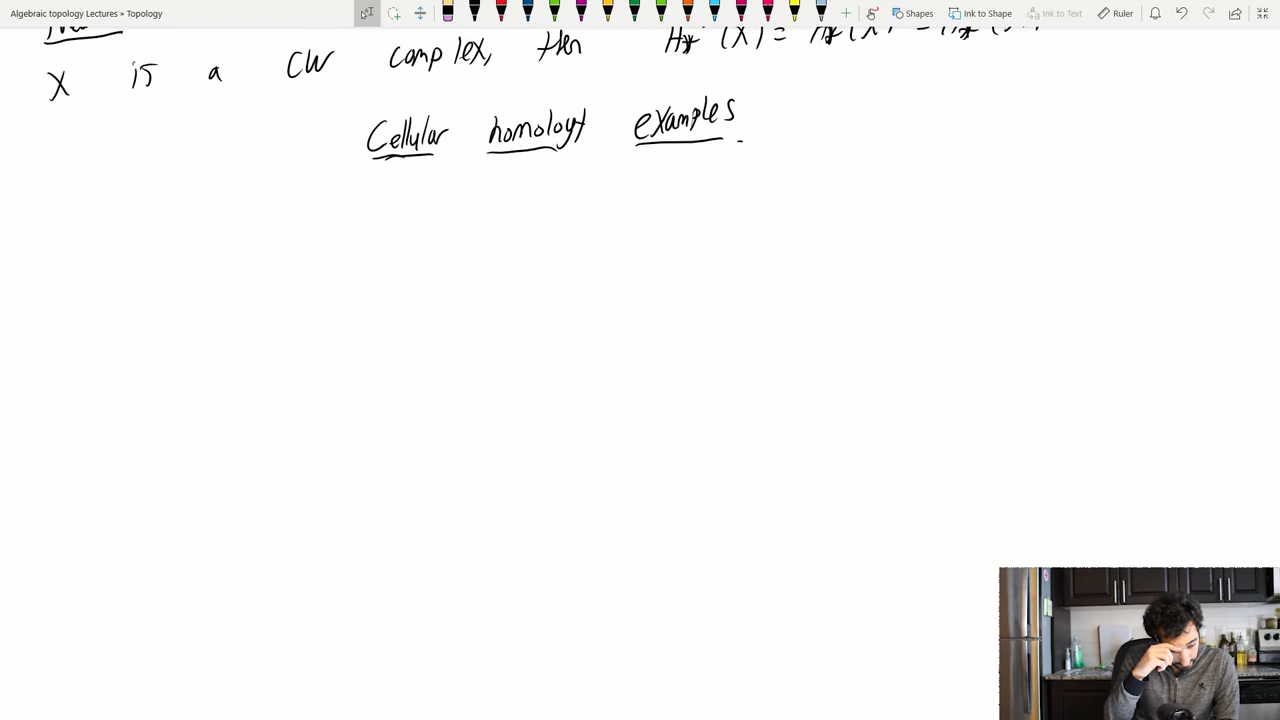 Algebraic topology Lectures » Topology
Shapes Ink to Shape Ink to Text Ruler
X is a CW complex, then H* (X) =
Cellular homology examples